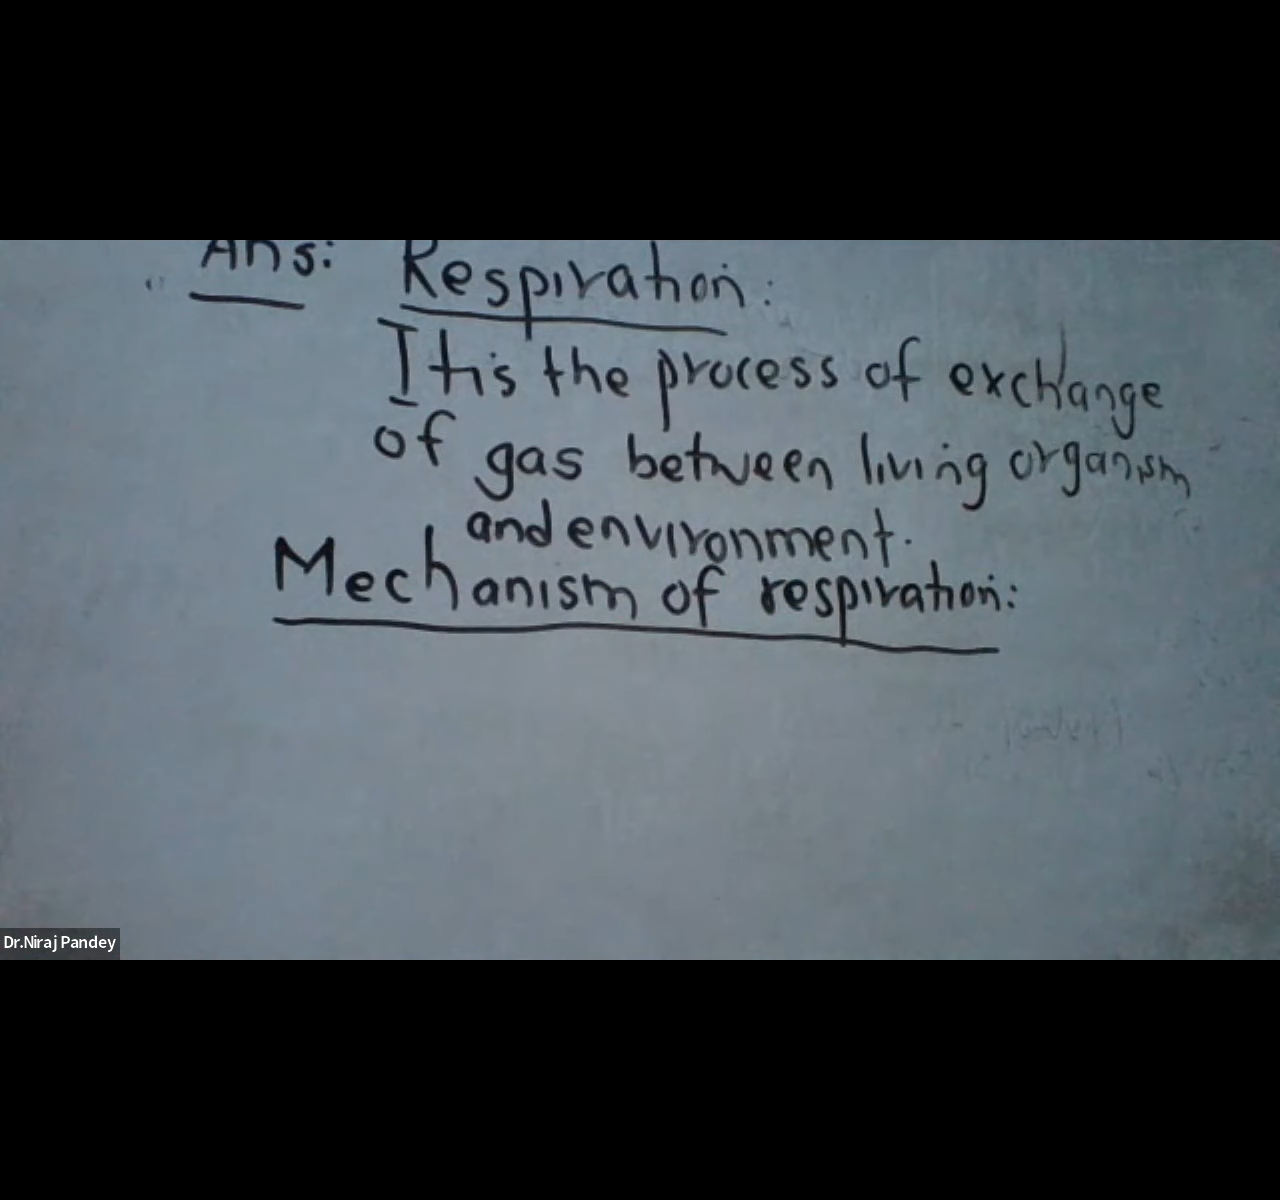 Ans: Respiration:
It is the process of exchange
of gas between living organism
and environment.
Mechanism of respiration:
Dr.Niraj Pandey